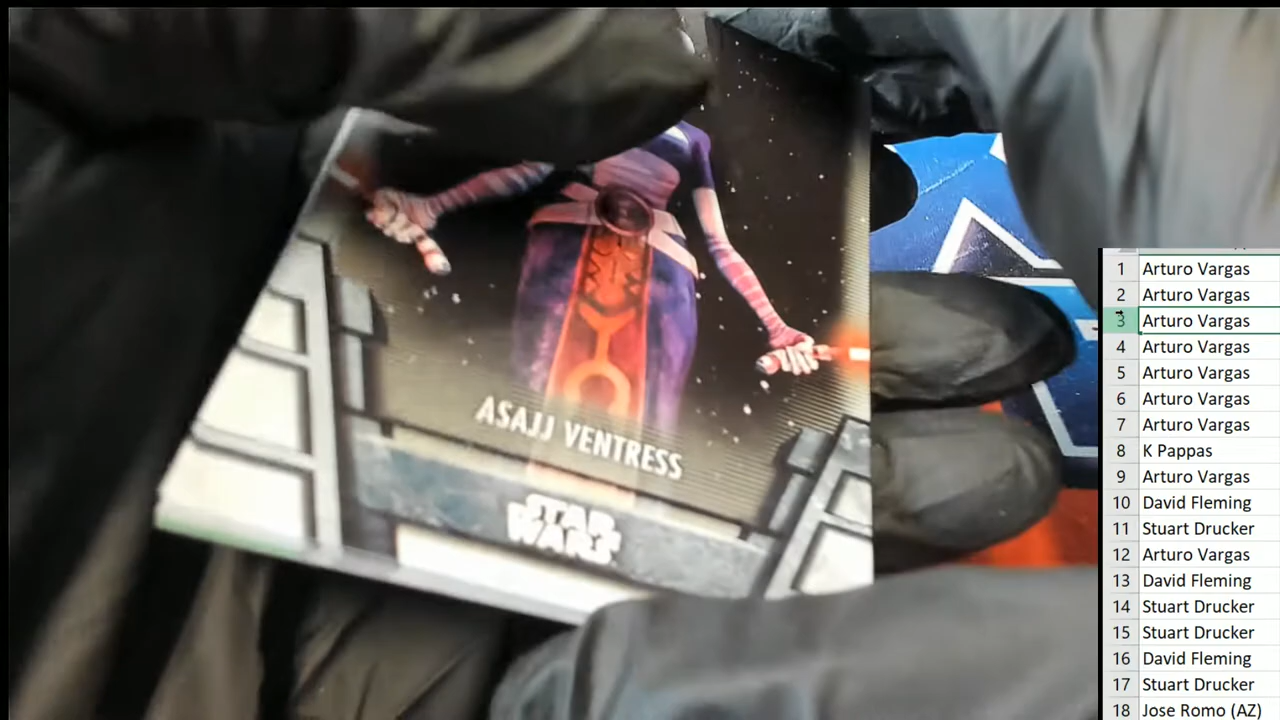 ASAJJ VENTRESS
STAR
WARS
1 Arturo Vargas
2 Arturo Vargas
3 Arturo Vargas
4 Arturo Vargas
5 Arturo Vargas
6 Arturo Vargas
7 Arturo Vargas
8 K Pappas
9 Arturo Vargas
10 David Fleming
11 Stuart Drucker
12 Arturo Vargas
13 David Fleming
14 Stuart Drucker
15 Stuart Drucker
16 David Fleming
17 Stuart Drucker
18 Jose Romo (AZ)